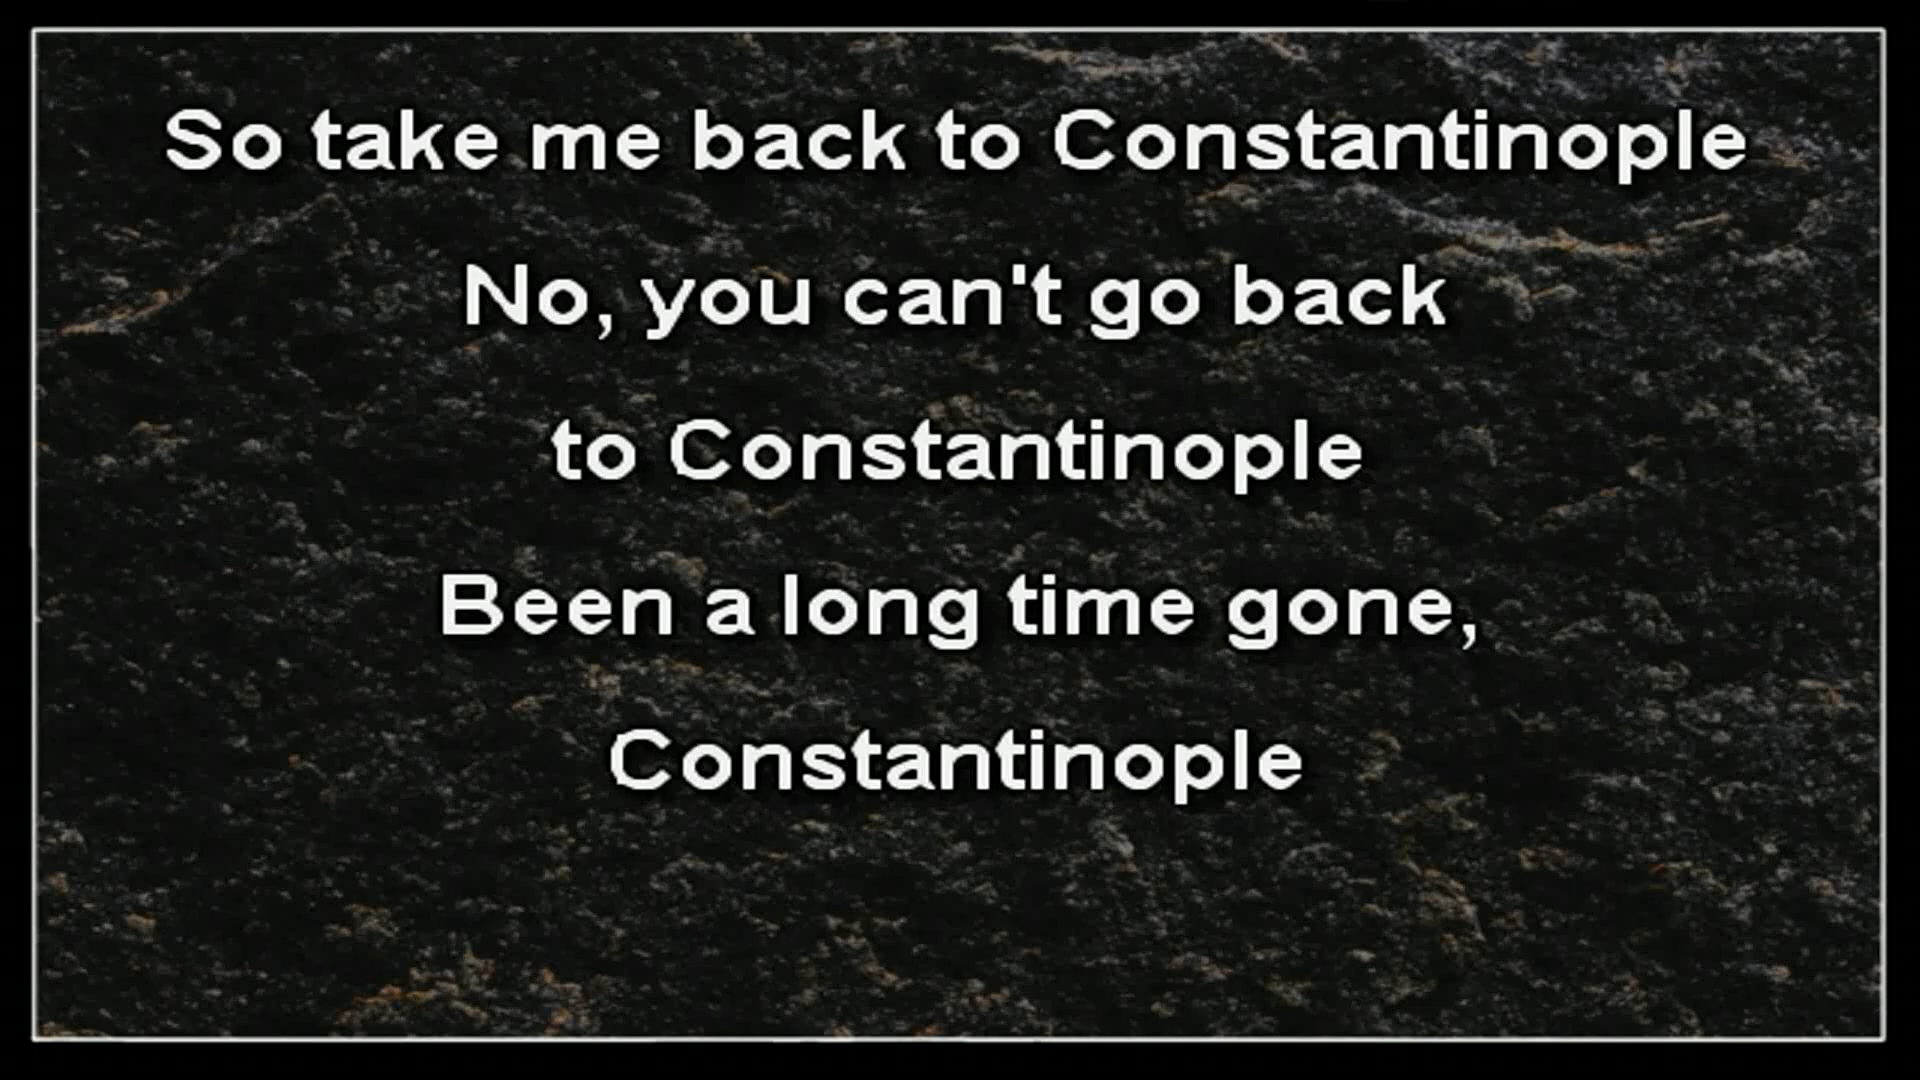 So take me back to Constantinople
No, you can't go back
to Constantinople
Been a long time gone,
Constantinople